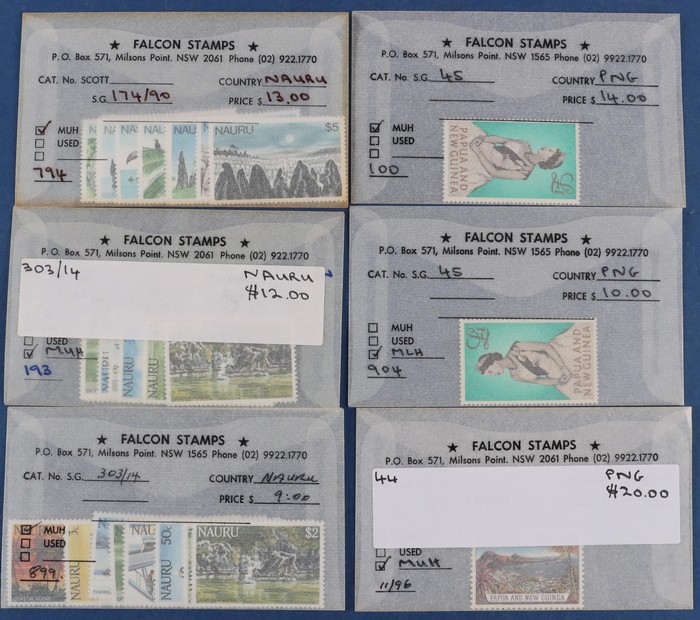 ★ FALCON STAMPS ★
P.O. Box 571, Milsons Point. NSW 2061 Phone (02) 922.1770
CAT. No. SCOTT COUNTRY NAURU
S.G. 174/90 PRICE $ 13.00
MUH
USED
794
NAURU $5
★ FALCON STAMPS ★
P.O. Box 571, Milsons Point. NSW 1565 Phone (02) 9922.1770
CAT. No. S.G. 45 COUNTRY PNG
PRICE $ 14.00
MUH
USED
100
PAPUA AND
NEW GUINEA
£1
FALCON STAMPS ★
P.O. Box 571, Milsons Point. NSW 2061 Phone (02) 922.1770
303/14 NAURU
$12.00
MUH
USED
MUH
193
NAURU
★ FALCON STAMPS ★
P.O. Box 571, Milsons Point. NSW 1565 Phone (02) 9922.1770
CAT. No. S.G. 45 COUNTRY PNG
PRICE $ 10.00
MUH
USED
MLH
904
£1
PAPUA AND
NEW GUINEA
★ FALCON STAMPS ★
P.O. Box 571, Milsons Point. NSW 1565 Phone (02) 9922.1770
CAT. No. S.G. 303/14 COUNTRY NAURU
PRICE $ 9:00
MUH
USED
899.
NAURU
NAURU 50c
NAURU $2
★ FALCON STAMPS ★
P.O. Box 571, Milsons Point. NSW 2061 Phone (02) 922.1770
44 PNG
$20.00
USED
MUH
11/96
PAPUA AND NEW GUINEA